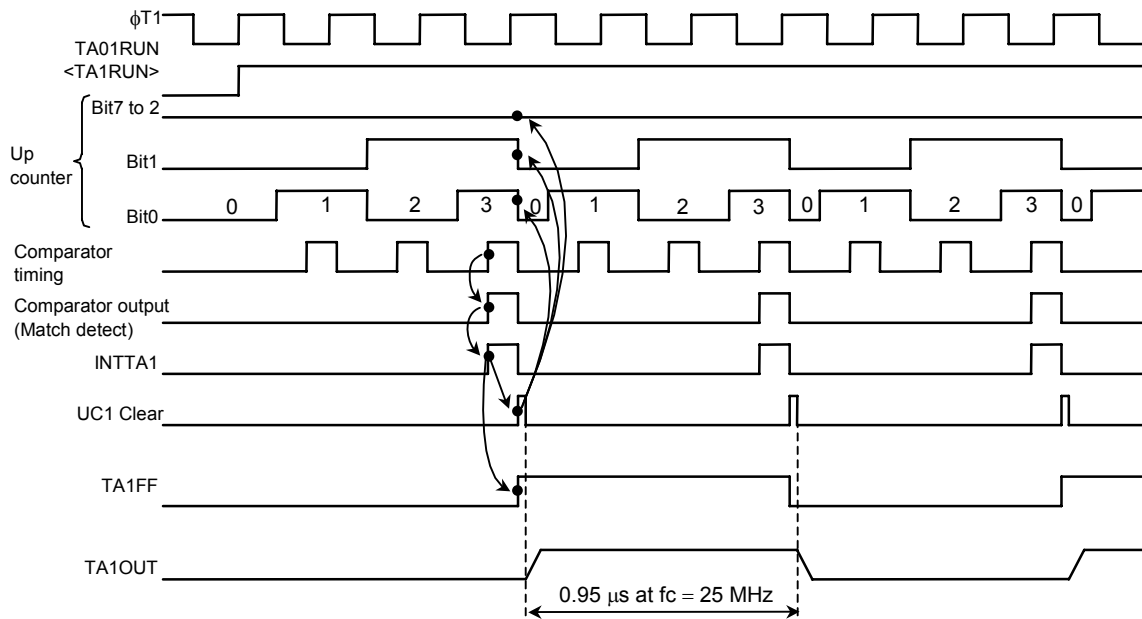 φT1
TA01RUN
<TA1RUN>
Bit7 to 2
Up
counter
Bit1
Bit0
0 1 2 3 0 1 2 3 0 1 2 3 0
Comparator
timing
Comparator output
(Match detect)
INTTA1
UC1 Clear
TA1FF
TA1OUT
0.95 μs at fc = 25 MHz